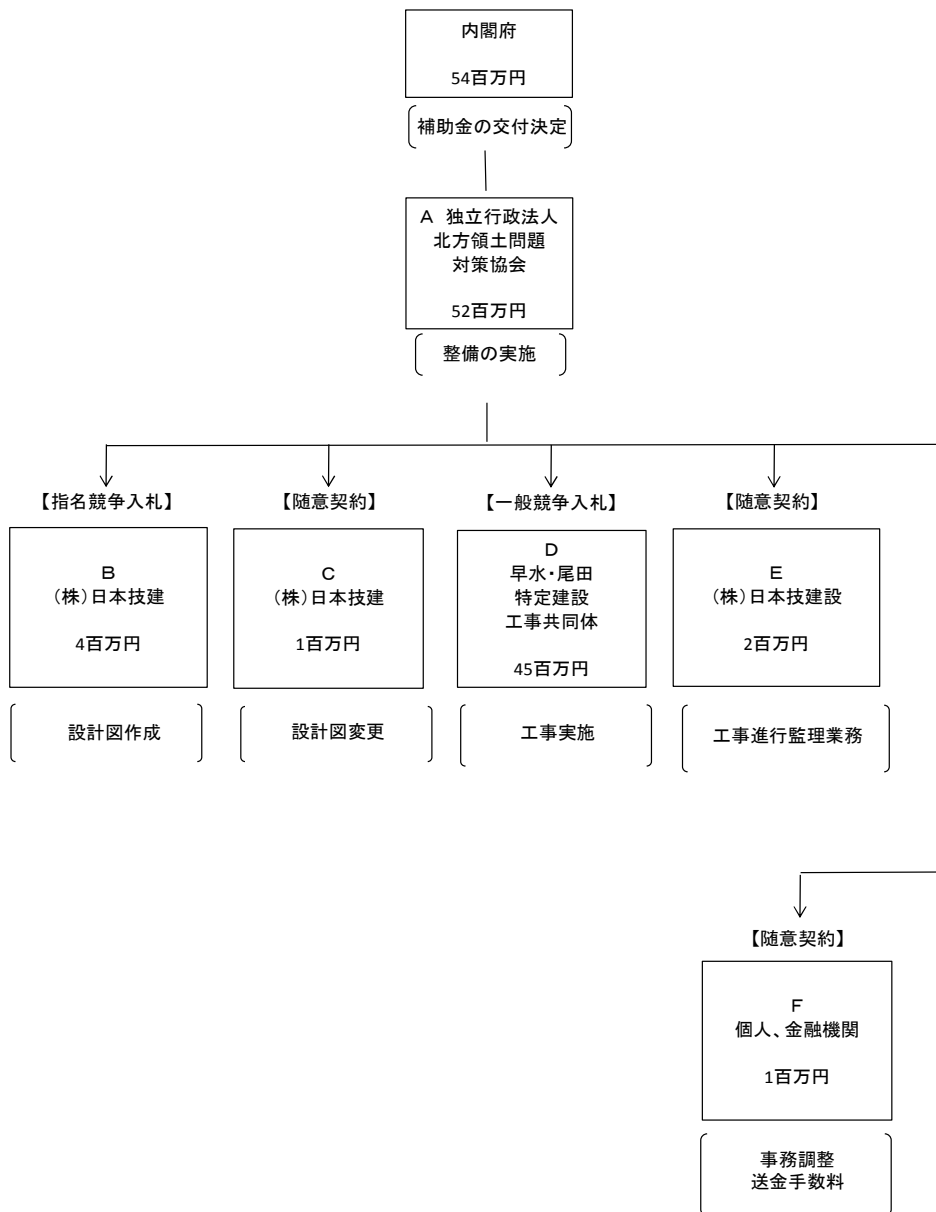 内閣府
54百万円
補助金の交付決定
A 独立行政法人
北方領土問題
対策協会
52百万円
整備の実施
【指名競争入札】
B
(株)日本技建
4百万円
設計図作成
【随意契約】
C
(株)日本技建
1百万円
設計図変更
【一般競争入札】
D
早水・尾田
特定建設
工事共同体
45百万円
工事実施
【随意契約】
E
(株)日本技建設
2百万円
工事進行監理業務
【随意契約】
F
個人、金融機関
1百万円
事務調整
送金手数料